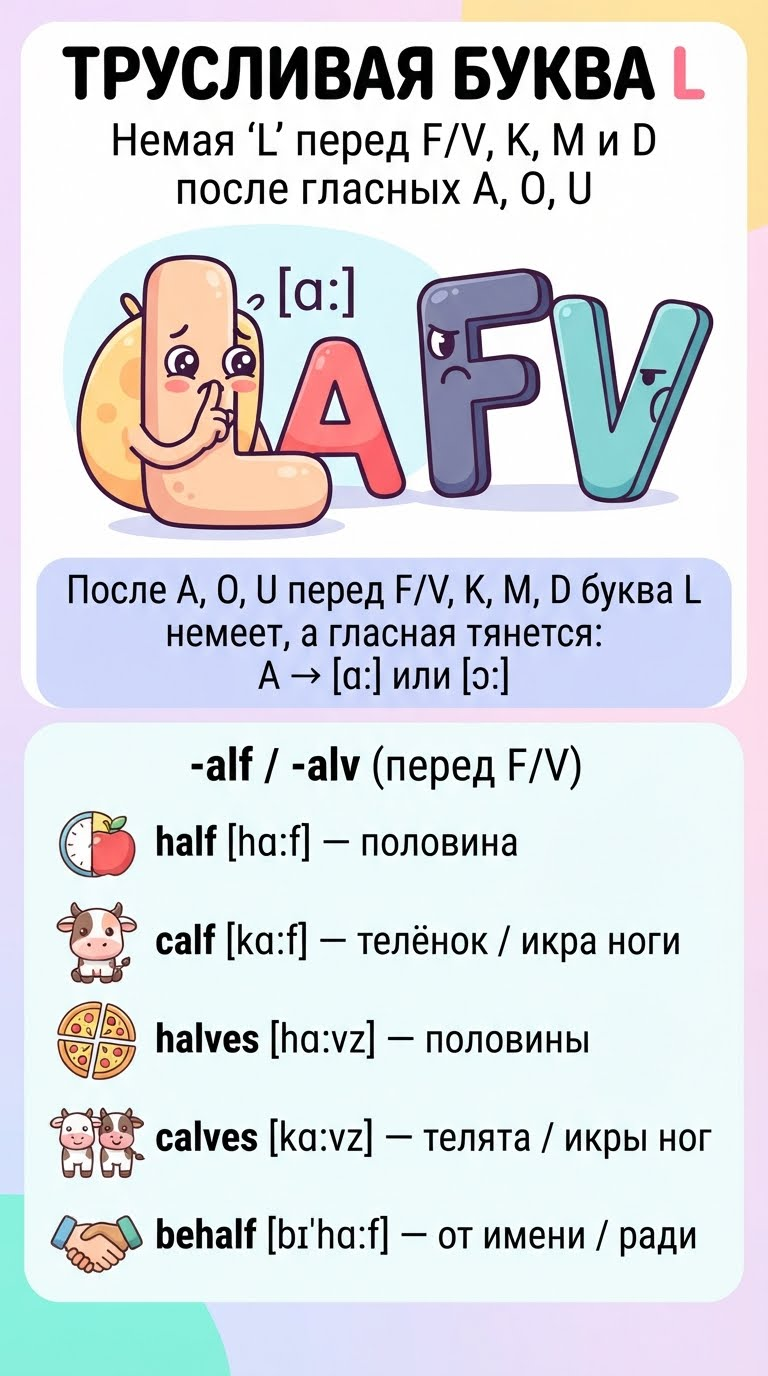 ТРУСЛИВАЯ БУКВА L
Немая ‘L’ перед F/V, K, M и D
после гласных A, O, U
[ɑ:]
L A F V
После A, O, U перед F/V, K, M, D буква L
немеет, а гласная тянется:
A → [ɑ:] или [ɔ:]
-alf / -alv (перед F/V)
half [hɑ:f] — половина
calf [kɑ:f] — телёнок / икра ноги
halves [hɑ:vz] — половины
calves [kɑ:vz] — телята / икры ног
behalf [bɪ'hɑ:f] — от имени / ради